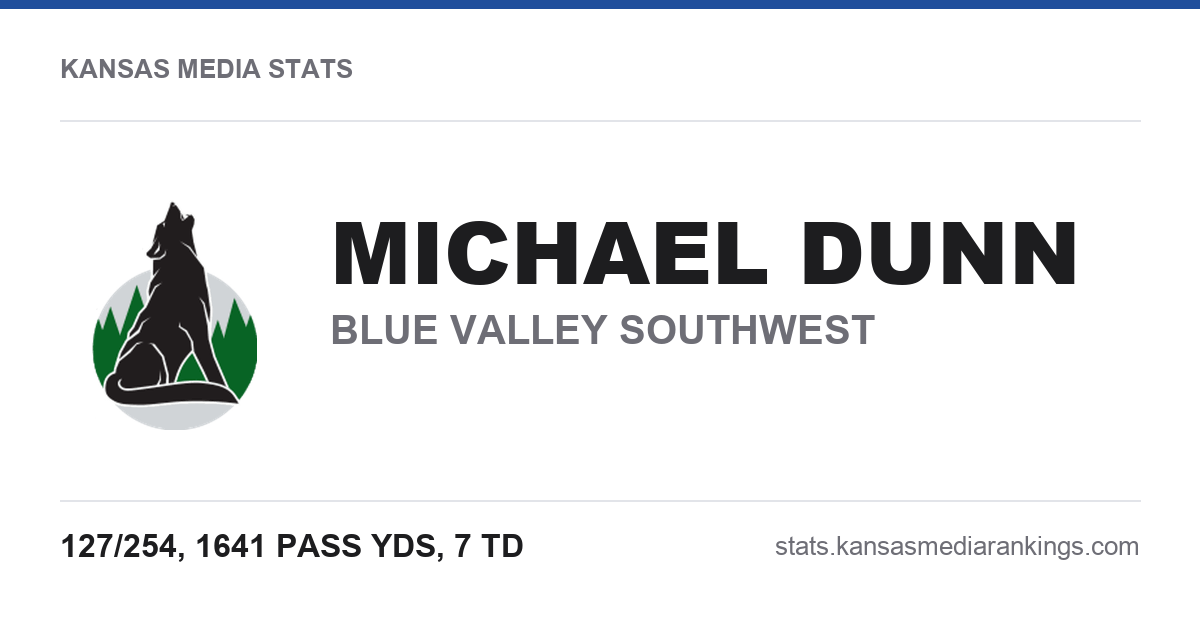 KANSAS MEDIA STATS
MICHAEL DUNN
BLUE VALLEY SOUTHWEST
127/254, 1641 PASS YDS, 7 TD
stats.kansasmediarankings.com